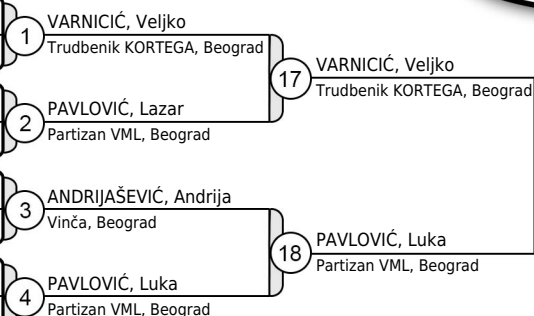 1
VARNICIĆ, Veljko
Trudbenik KORTEGA, Beograd
2
PAVLOVIĆ, Lazar
Partizan VML, Beograd
17
VARNICIĆ, Veljko
Trudbenik KORTEGA, Beograd
3
ANDRIJAŠEVIĆ, Andrija
Vinča, Beograd
4
PAVLOVIĆ, Luka
Partizan VML, Beograd
18
PAVLOVIĆ, Luka
Partizan VML, Beograd